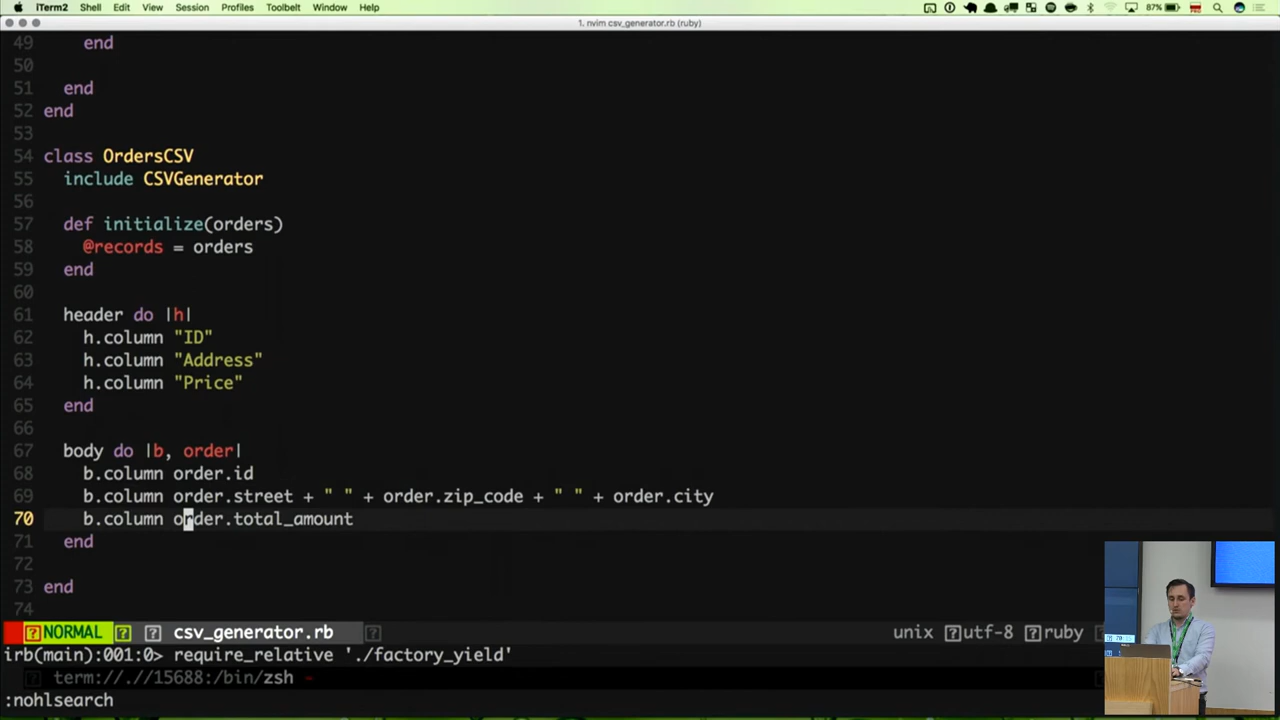 iTerm2 Shell Edit View Session Profiles Toolbelt Window Help 87%
1. nvim csv_generator.rb (ruby)
49 end
50
51 end
52 end
53
54 class OrdersCSV
55 include CSVGenerator
56
57 def initialize(orders)
58 @records = orders
59 end
60
61 header do |h|
62 h.column "ID"
63 h.column "Address"
64 h.column "Price"
65 end
66
67 body do |b, order|
68 b.column order.id
69 b.column order.street + " " + order.zip_code + " " + order.city
70 b.column order.total_amount
71 end
72
73 end
74
NORMAL csv_generator.rb unix utf-8 ruby
irb(main):001:0> require_relative './factory_yield'
term://.//15688:/bin/zsh -
:nohlsearch